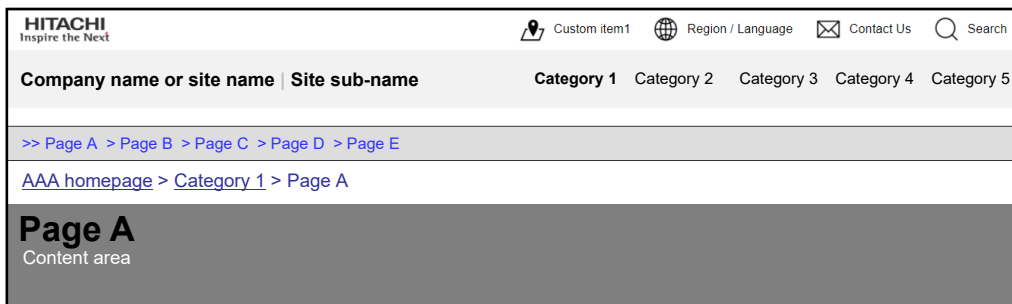 HITACHI
Inspire the Next
Custom item1 Region / Language Contact Us Search
Company name or site name | Site sub-name Category 1 Category 2 Category 3 Category 4 Category 5
>> Page A > Page B > Page C > Page D > Page E
AAA homepage > Category 1 > Page A
Page A
Content area